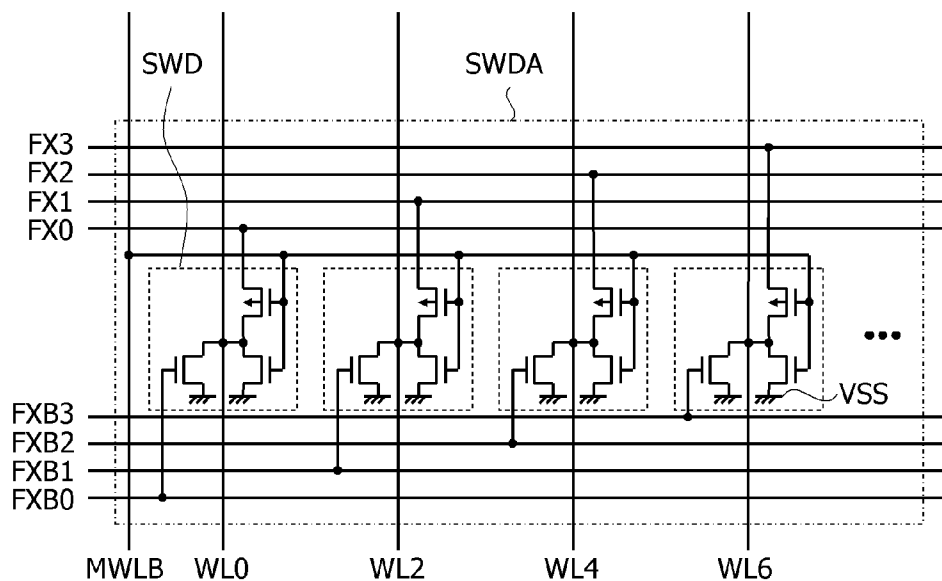 SWD
SWDA
FX3
FX2
FX1
FX0
•••
VSS
FXB3
FXB2
FXB1
FXB0
MWLB WL0 WL2 WL4 WL6